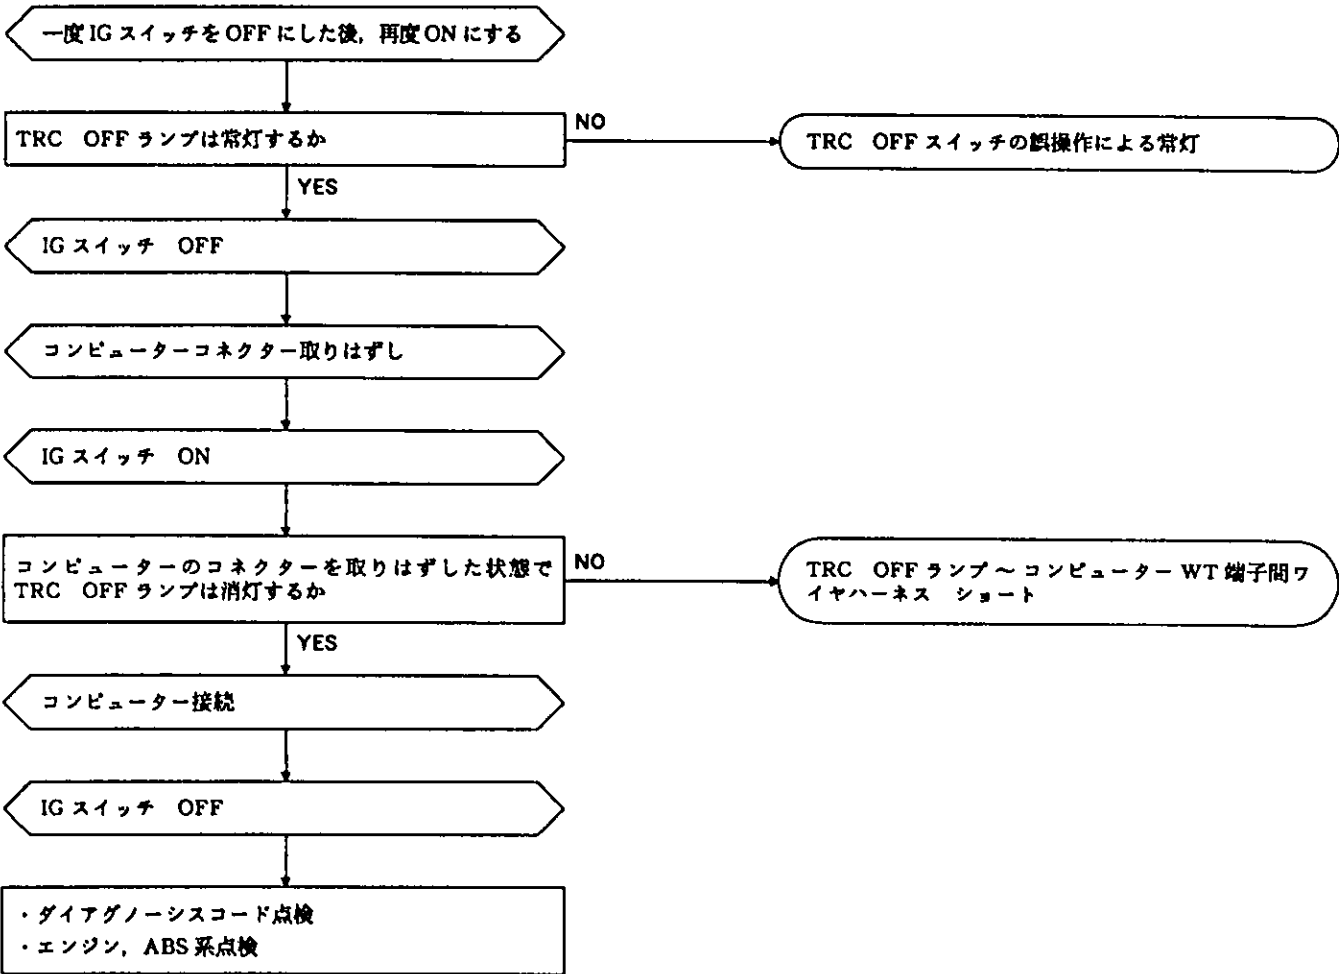 一度IGスイッチをOFFにした後，再度ONにする
TRC　OFFランプは常灯するか
NO
TRC　OFFスイッチの誤操作による常灯
YES
IGスイッチ　OFF
コンピューターコネクター取りはずし
IGスイッチ　ON
コンピューターのコネクターを取りはずした状態で
TRC　OFFランプは消灯するか
NO
TRC　OFFランプ～コンピューターWT端子間ワ
イヤハーネス　ショート
YES
コンピューター接続
IGスイッチ　OFF
・ダイアグノーシスコード点検
・エンジン，ABS系点検